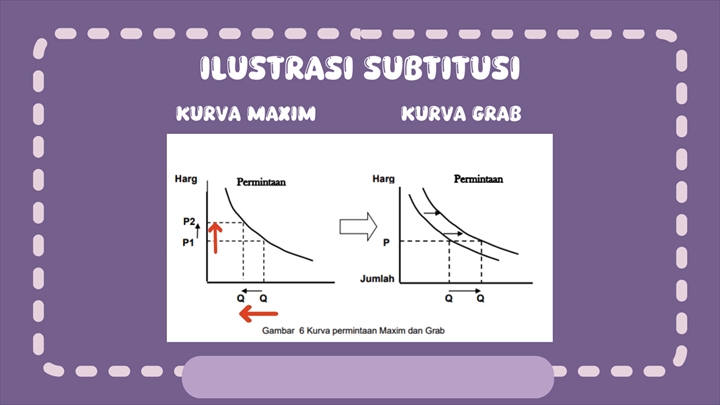 ILUSTRASI SUBTITUSI
KURVA MAXIM
KURVA GRAB
Harg
Permintaan
P2
P1
Q Q
Harg
Permintaan
P
Jumlah
Q Q
Gambar 6 Kurva permintaan Maxim dan Grab